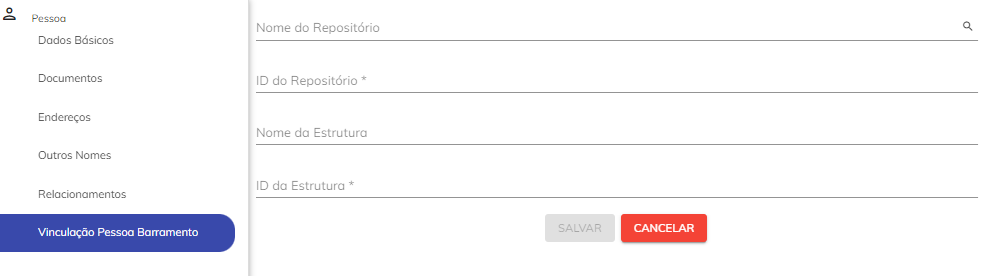 Pessoa
Dados Básicos
Documentos
Endereços
Outros Nomes
Relacionamentos
Vinculação Pessoa Barramento
Nome do Repositório
ID do Repositório *
Nome da Estrutura
ID da Estrutura *
SALVAR
CANCELAR